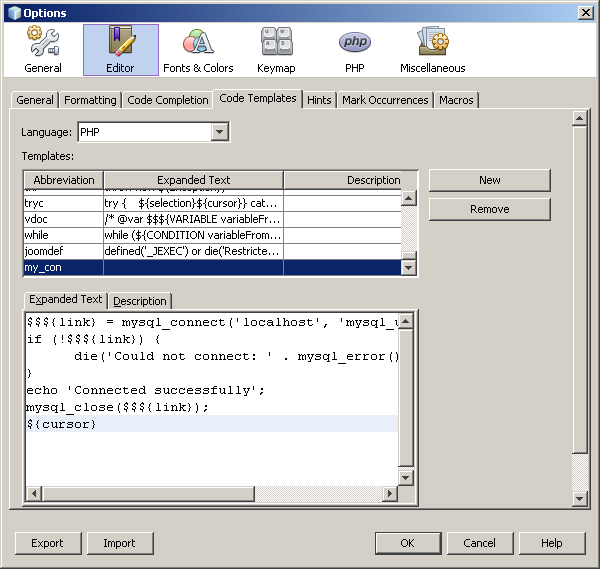 Options
General
Editor
Fonts & Colors
Keymap
php
PHP
Miscellaneous
General
Formatting
Code Completion
Code Templates
Hints
Mark Occurrences
Macros
Language:
PHP
Templates:
Abbreviation Expanded Text Description
tryc try { ${selection}${cursor}} cat...
vdoc /* @var $$${VARIABLE variableFr...
while while (${CONDITION variableFrom...
joomdef defined('_JEXEC') or die('Restricte...
my_con
New
Remove
Expanded Text
Description
$$${link} = mysql_connect('localhost', 'mysql_u
if (!$$${link}) {
die('Could not connect: ' . mysql_error()
}
echo 'Connected successfully';
mysql_close($$${link});
${cursor}
Export
Import
OK
Cancel
Help